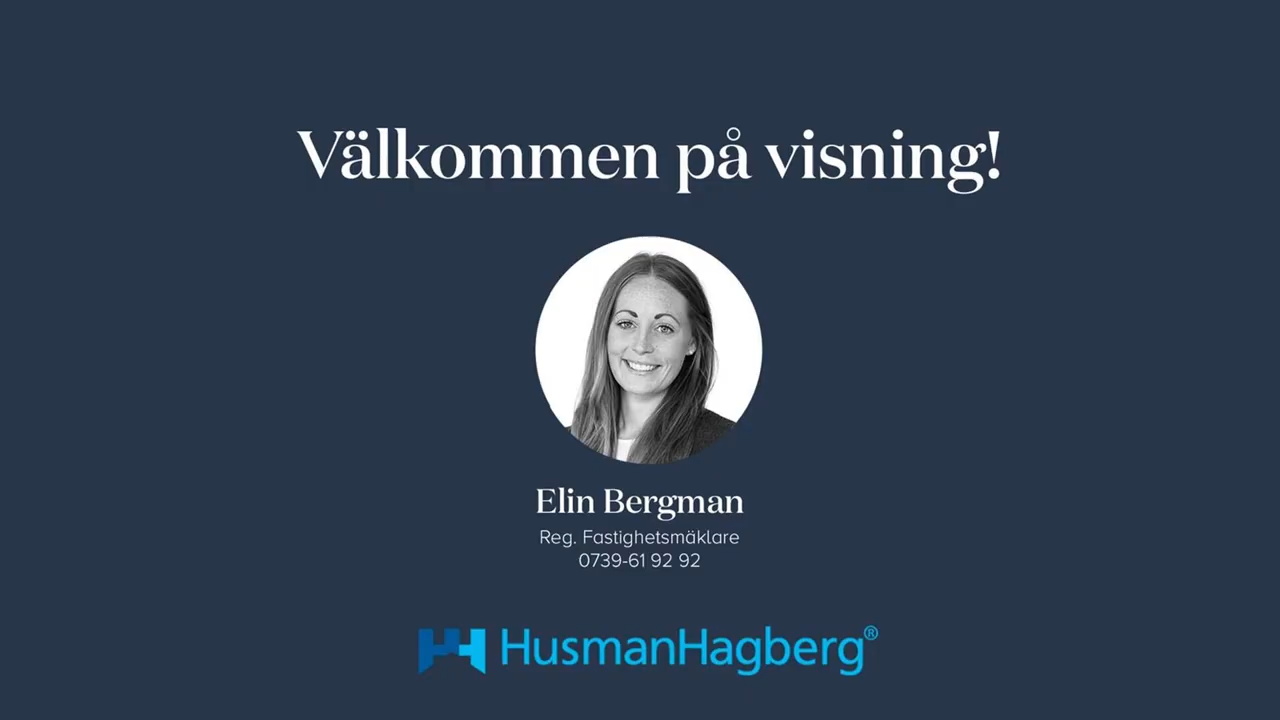 Välkommen på visning!
Elin Bergman
Reg. Fastighetsmäklare
0739-61 92 92
HusmanHagberg®